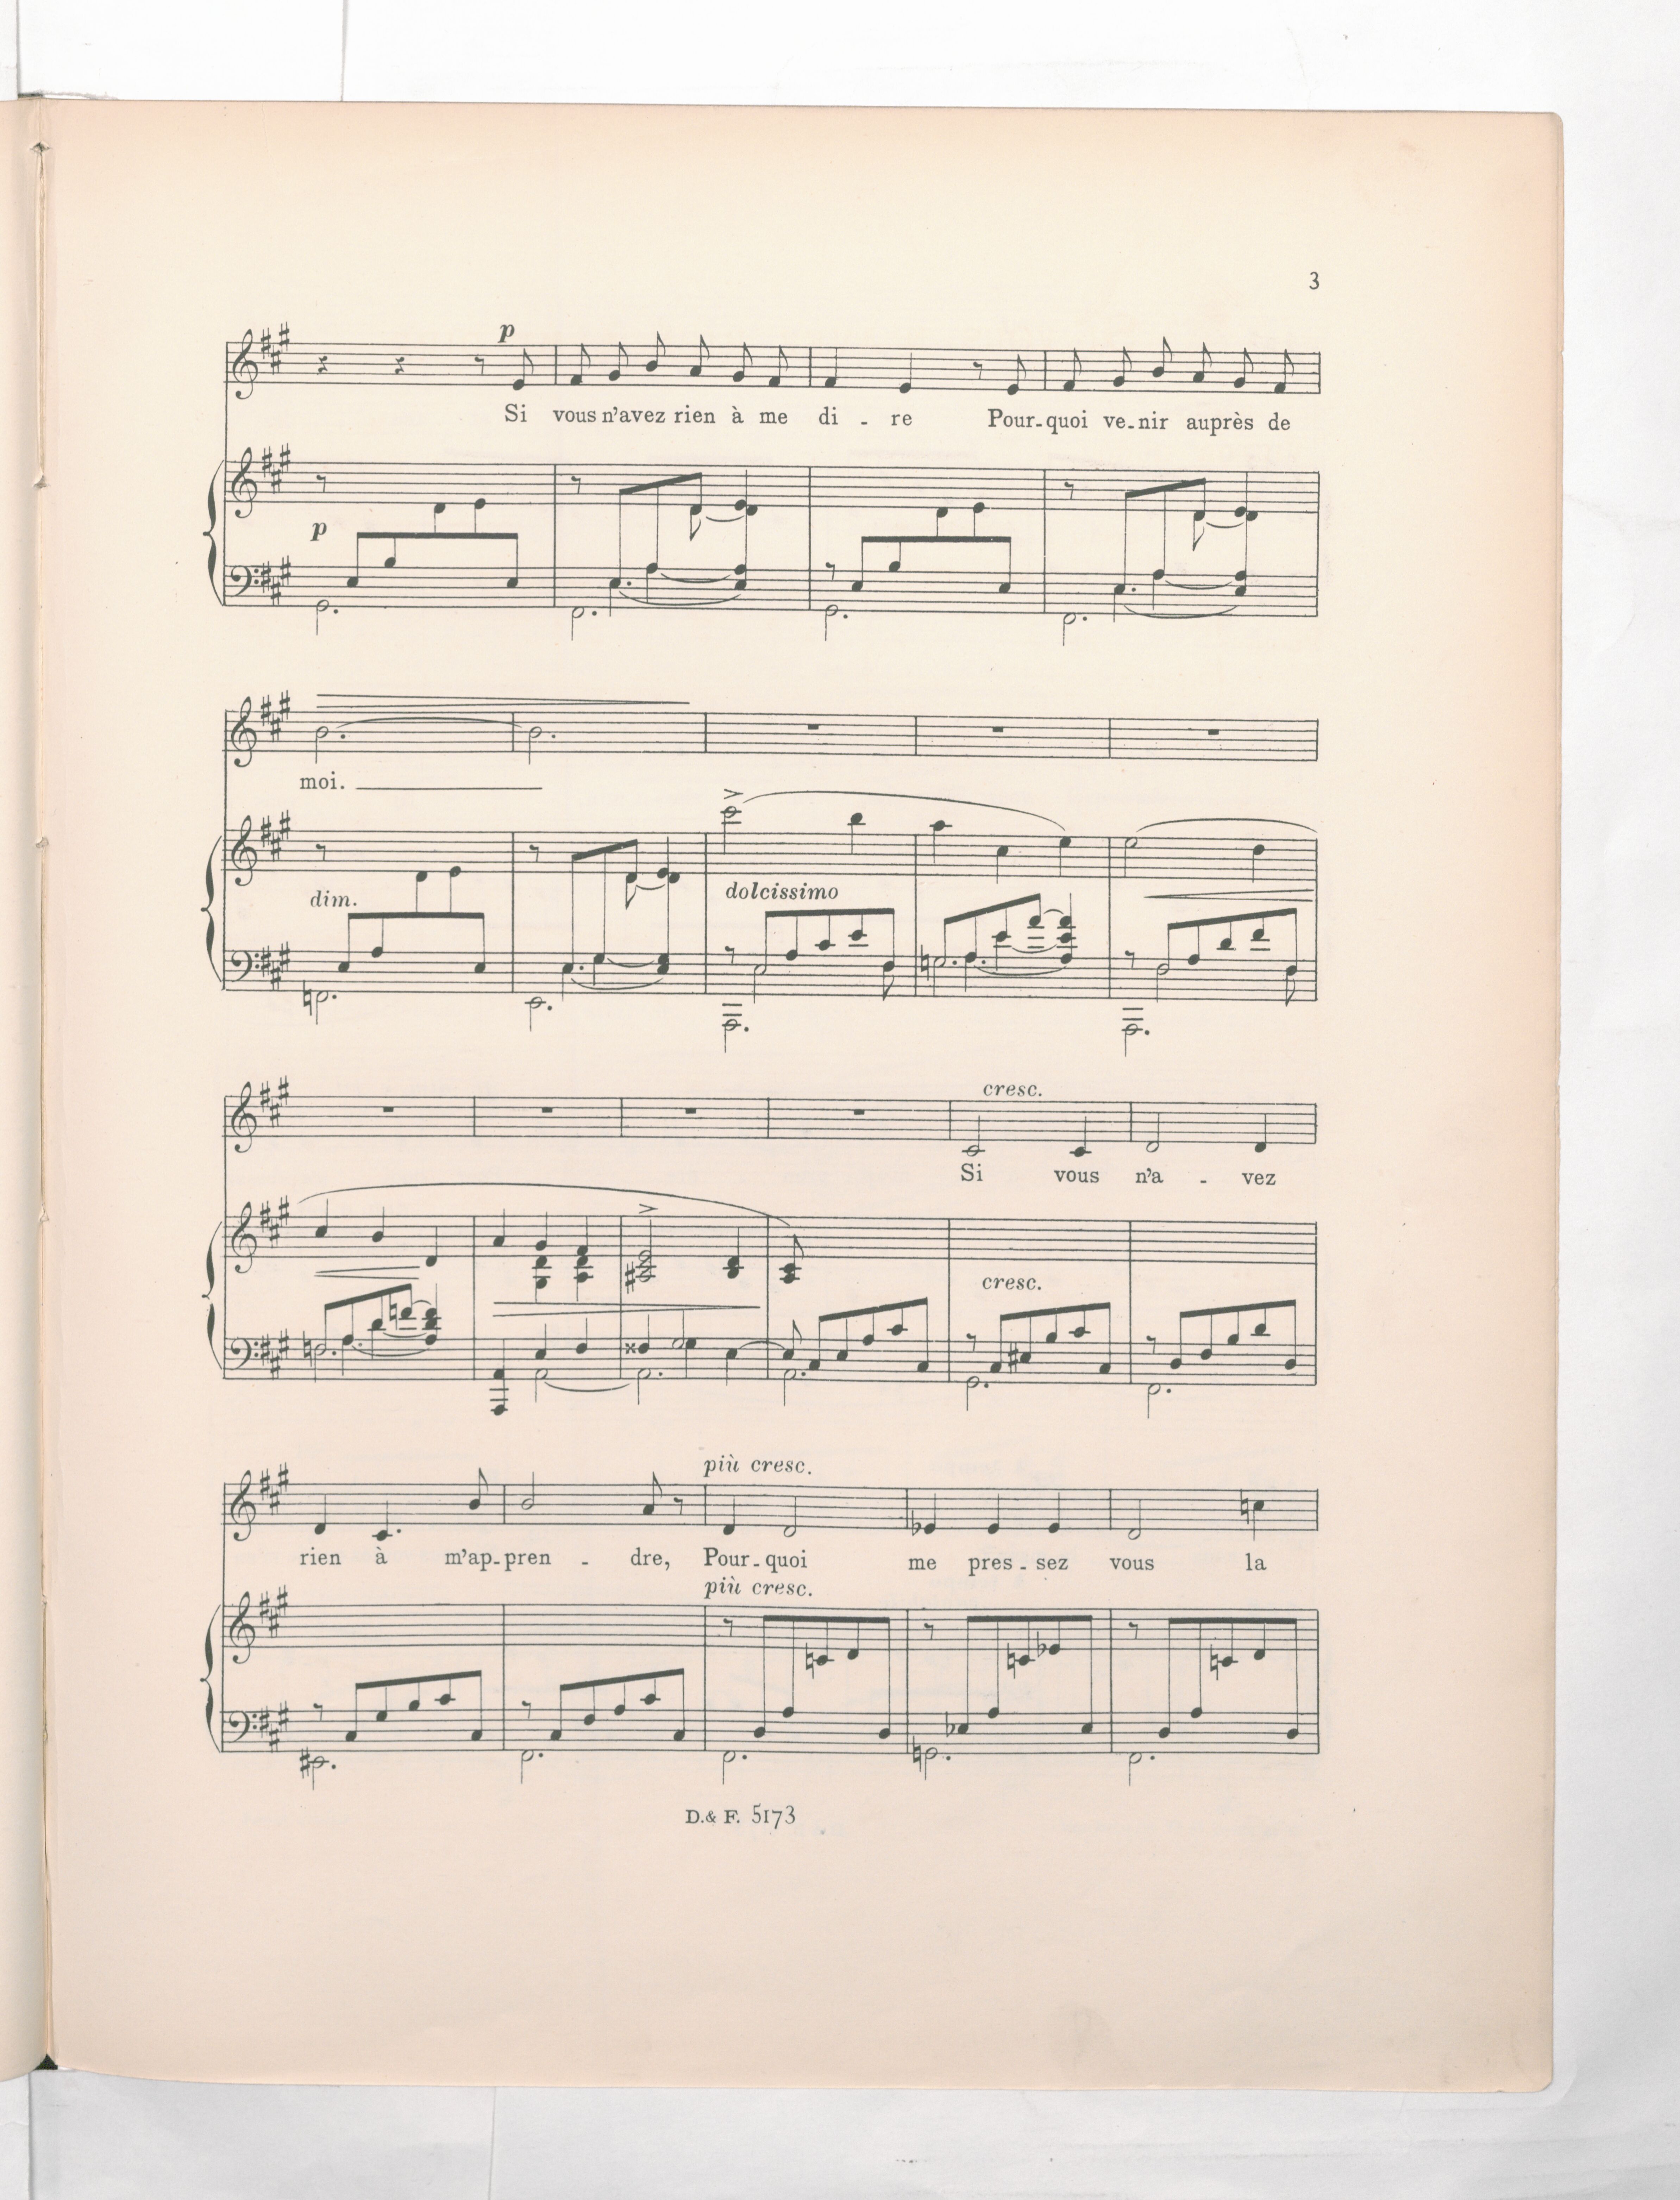 3
p
Si vous n'avez rien à me di - re Pour-quoi ve-nir auprès de
p
moi.
dim.
dolcissimo
cresc.
Si vous n'a - vez
cresc.
più cresc.
rien à m'ap-pren - dre, Pour-quoi me pres-sez vous la
più cresc.
D. & F. 5173